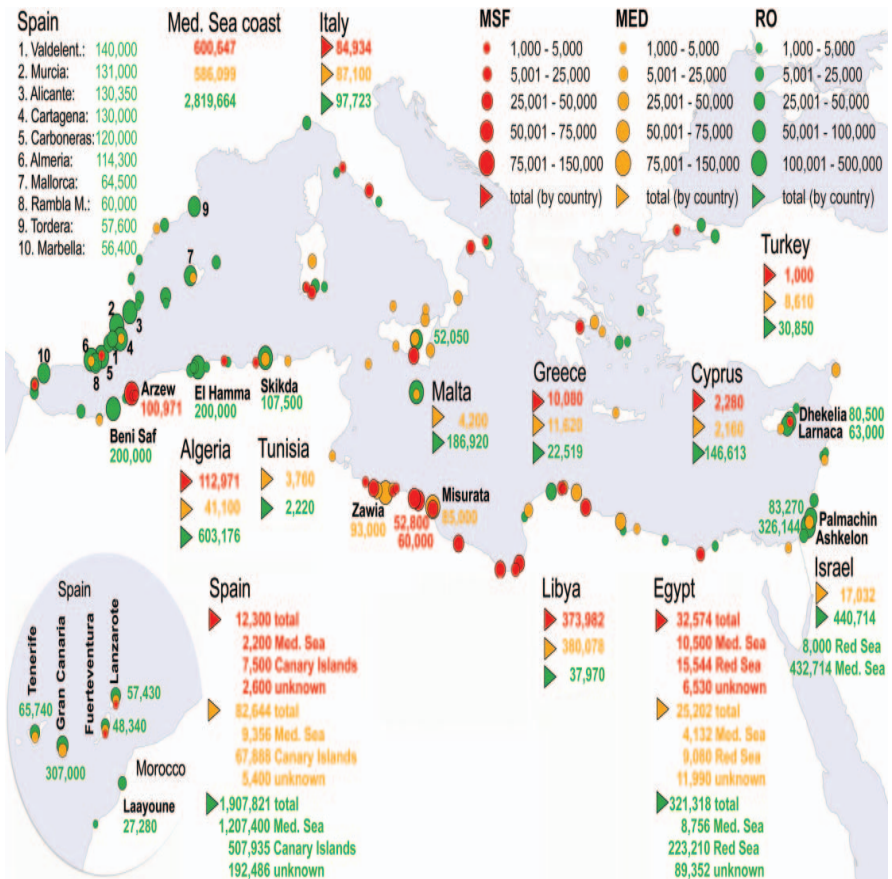 Spain
1. Valdelent.: 140,000
2. Murcia: 131,000
3. Alicante: 130,350
4. Cartagena: 130,000
5. Carboneras: 120,000
6. Almeria: 114,300
7. Mallorca: 64,500
8. Rambla M.: 60,000
9. Tordera: 57,600
10. Marbella: 56,400
Med. Sea coast
600,647
586,099
2,819,664
Italy
84,934
87,100
97,723
MSF
1,000 - 5,000
5,001 - 25,000
25,001 - 50,000
50,001 - 75,000
75,001 - 150,000
total (by country)
MED
1,000 - 5,000
5,001 - 25,000
25,001 - 50,000
50,001 - 75,000
75,001 - 150,000
total (by country)
RO
1,000 - 5,000
5,001 - 25,000
25,001 - 50,000
50,001 - 100,000
100,001 - 500,000
total (by country)
Turkey
1,000
8,610
30,850
9
7
2
3
6
4
1
5
8
10
52,050
Arzew
100,971
El Hamma
200,000
Skikda
107,500
Beni Saf
200,000
Malta
4,200
186,920
Greece
10,080
11,620
22,519
Cyprus
2,280
2,160
146,613
Dhekelia 80,500
Larnaca 63,000
Algeria
112,971
41,100
603,176
Tunisia
3,760
2,220
Zawia
93,000
52,800
60,000
Misurata
85,000
83,270
326,144
Palmachin
Ashkelon
Israel
17,032
440,714
8,000 Red Sea
432,714 Med. Sea
Spain
Tenerife
65,740
Gran Canaria
307,000
Fuerteventura
48,340
Lanzarote
57,430
Morocco
Laayoune
27,280
Spain
12,300 total
2,200 Med. Sea
7,500 Canary Islands
2,600 unknown
82,644 total
9,356 Med. Sea
67,888 Canary Islands
5,400 unknown
1,907,821 total
1,207,400 Med. Sea
507,935 Canary Islands
192,486 unknown
Libya
373,982
380,078
37,970
Egypt
32,574 total
10,500 Med. Sea
15,544 Red Sea
6,530 unknown
25,202 total
4,132 Med. Sea
9,080 Red Sea
11,990 unknown
321,318 total
8,756 Med. Sea
223,210 Red Sea
89,352 unknown